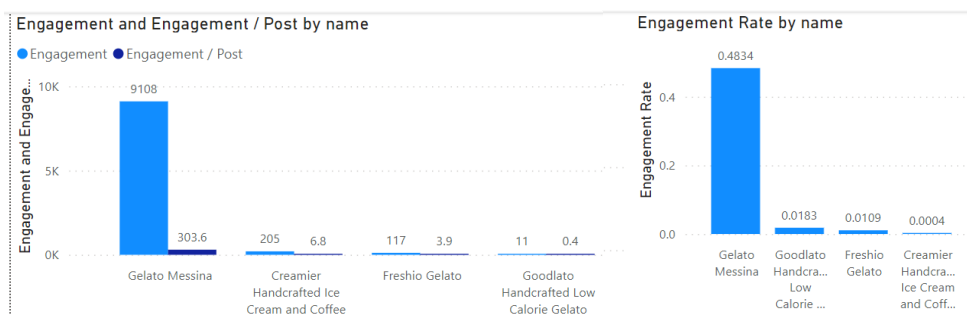 Engagement and Engagement / Post by name
Engagement Engagement / Post
Engagement and Engage...
10K
5K
0K
9108
303.6
205
6.8
117
3.9
11
0.4
Gelato Messina
Creamier
Handcrafted Ice
Cream and Coffee
Freshio Gelato
Goodlato
Handcrafted Low
Calorie Gelato
Engagement Rate by name
Engagement Rate
0.4
0.2
0.0
0.4834
0.0183
0.0109
0.0004
Gelato
Messina
Goodlato
Handcra...
Low
Calorie ...
Freshio
Gelato
Creamier
Handcra...
Ice Cream
and Coff...